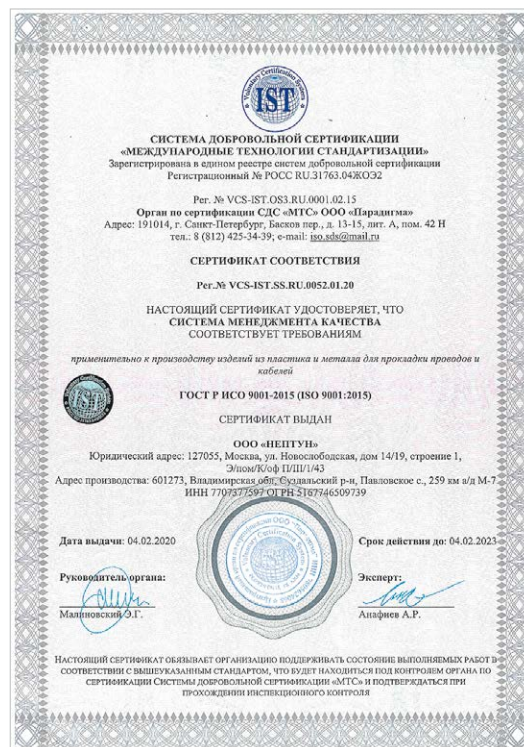 Voluntary Certification System
IST
СИСТЕМА ДОБРОВОЛЬНОЙ СЕРТИФИКАЦИИ
«МЕЖДУНАРОДНЫЕ ТЕХНОЛОГИИ СТАНДАРТИЗАЦИИ»
Зарегистрирована в едином реестре систем добровольной сертификации
Регистрационный № РОСС RU.31763.04ЖОЭ2
Рег. № VCS-IST.OS3.RU.0001.02.15
Орган по сертификации СДС «МТС» ООО «Парадигма»
Адрес: 191014, г. Санкт-Петербург, Басков пер., д. 13-15, лит. А, пом. 42 Н
тел.: 8 (812) 425-34-39; e-mail: iso.sds@mail.ru
СЕРТИФИКАТ СООТВЕТСТВИЯ
Рег.№ VCS-IST.SS.RU.0052.01.20
НАСТОЯЩИЙ СЕРТИФИКАТ УДОСТОВЕРЯЕТ, ЧТО
СИСТЕМА МЕНЕДЖМЕНТА КАЧЕСТВА
СООТВЕТСТВУЕТ ТРЕБОВАНИЯМ
применительно к производству изделий из пластика и металла для прокладки проводов и
кабелей
IST
ГОСТ Р ИСО 9001-2015 (ISO 9001:2015)
СЕРТИФИКАТ ВЫДАН
ООО «НЕПТУН»
Юридический адрес: 127055, Москва, ул. Новослободская, дом 14/19, строение 1,
Э/пом/К/оф П/III/1/43
Адрес производства: 601273, Владимирская обл, Суздальский р-н, Павловское с., 259 км а/д М-7
ИНН 7707377597 ОГРН 5167746509739
Дата выдачи: 04.02.2020
Срок действия до: 04.02.2023
Руководитель органа:
Эксперт:
Малиновский Э.Г.
Анафиев А.Р.
НАСТОЯЩИЙ СЕРТИФИКАТ ОБЯЗЫВАЕТ ОРГАНИЗАЦИЮ ПОДДЕРЖИВАТЬ СОСТОЯНИЕ ВЫПОЛНЯЕМЫХ РАБОТ В
СООТВЕТСТВИИ С ВЫШЕУКАЗАННЫМ СТАНДАРТОМ, ЧТО БУДЕТ НАХОДИТЬСЯ ПОД КОНТРОЛЕМ ОРГАНА ПО
СЕРТИФИКАЦИИ СИСТЕМЫ ДОБРОВОЛЬНОЙ СЕРТИФИКАЦИИ «МТС» И ПОДТВЕРЖДАТЬСЯ ПРИ
ПРОХОЖДЕНИИ ИНСПЕКЦИОННОГО КОНТРОЛЯ